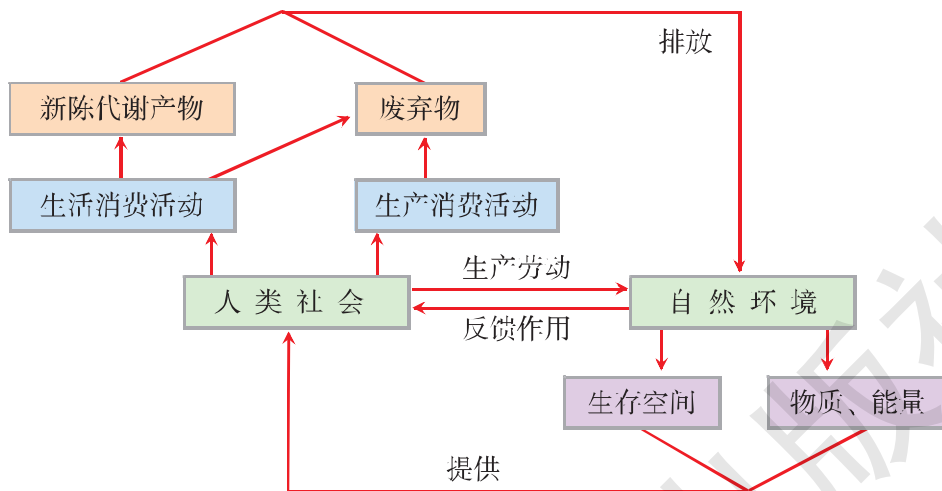 排放
新陈代谢产物
废弃物
生活消费活动
生产消费活动
生产劳动
人类社会
自然环境
反馈作用
生存空间
物质、能量
提供
版社